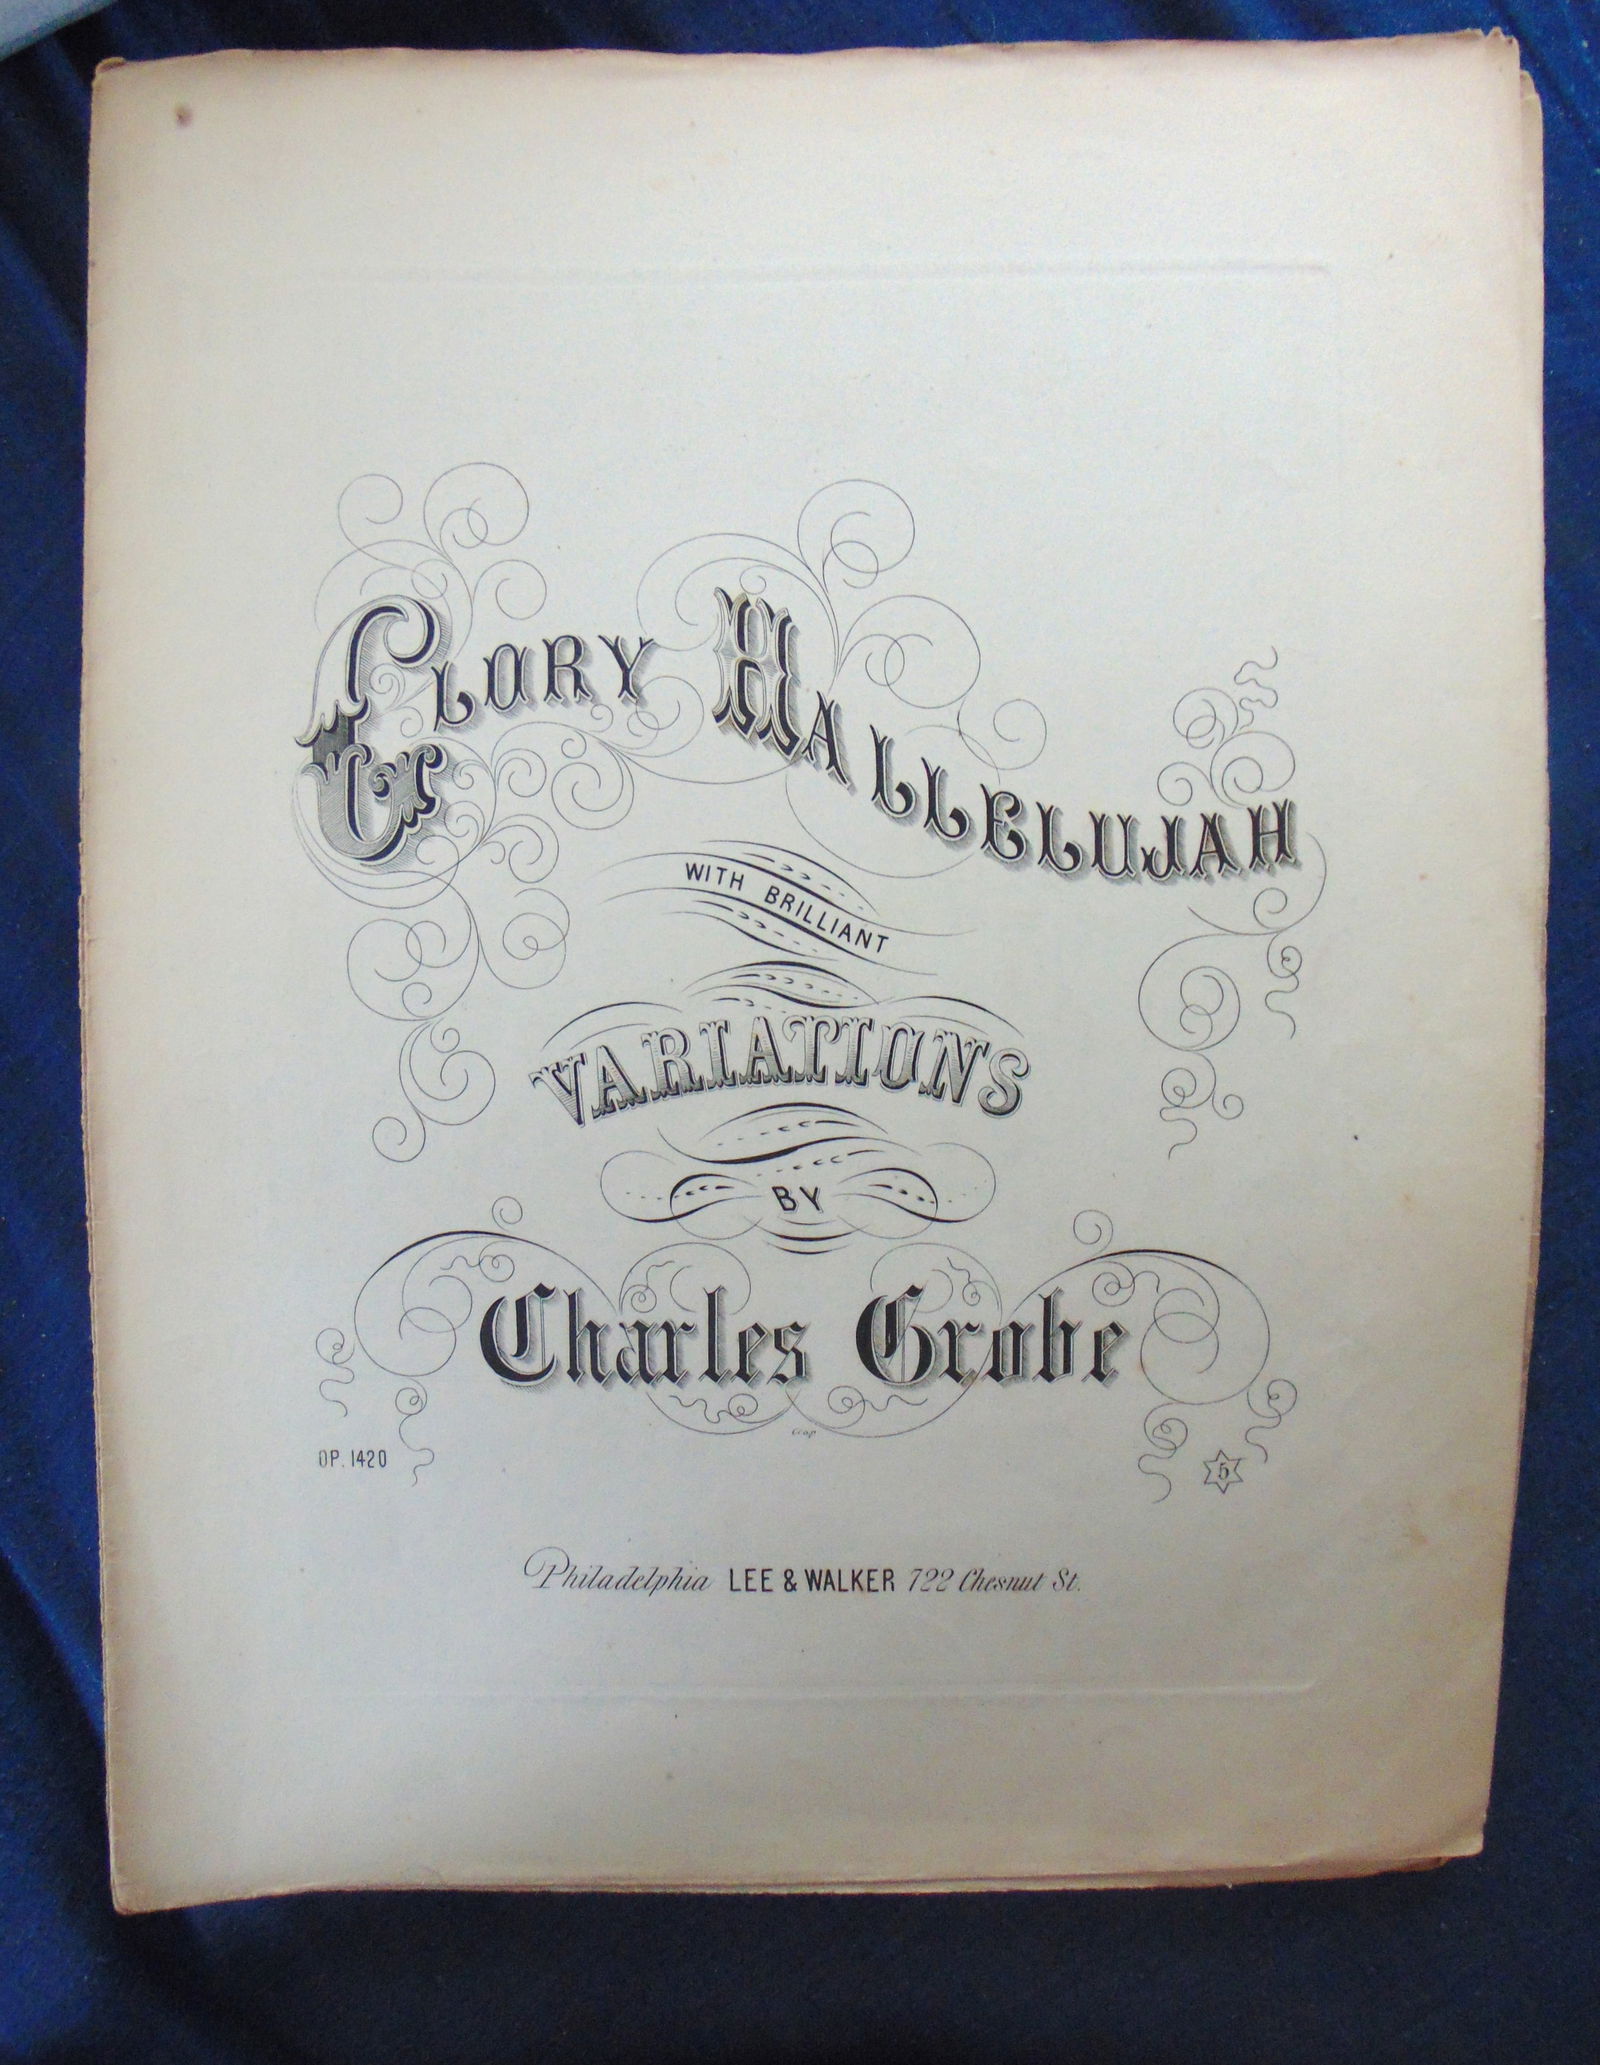 GLORY HALLELUJAH
WITH BRILLIANT
VARIATIONS
BY
Charles Grobe
OP. 1420
5
Philadelphia LEE & WALKER 722 Chesnut St.